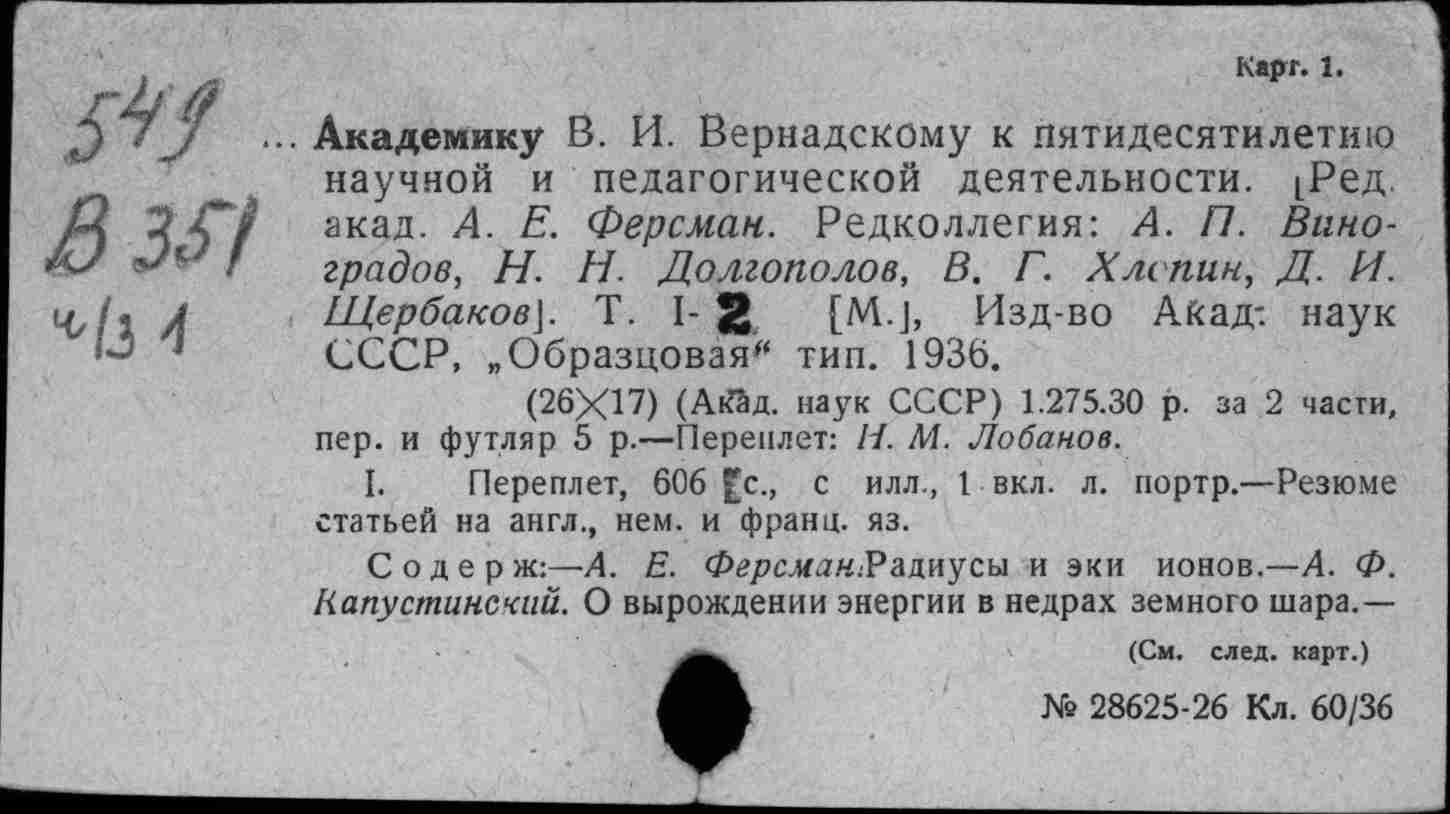 Карт. 1.
549
В 351
ч/з 1
... Академику В. И. Вернадскому к пятидесятилетию
научной и педагогической деятельности. [Ред.
акад. А. Е. Ферсман. Редколлегия: А. П. Вино-
градов, Н. Н. Долгополов, В. Г. Хлопин, Д. И.
Щербаков]. Т. I-2 [М.], Изд-во Акад. наук
СССР, „Образцовая“ тип. 1936.
(26X17) (Акад. наук СССР) 1.275.30 р. за 2 части,
пер. и футляр 5 р.—Переплет: Н. М. Лобанов.
I. Переплет, 606 с., с илл., 1 вкл. л. портр.—Резюме
статьей на англ., нем. и франц. яз.
Содерж:—А. Е. Ферсман.Радиусы и эки ионов.—А. Ф.
Капустинский. О вырождении энергии в недрах земного шара.—
(См. след. карт.)
№ 28625-26 Кл. 60/36